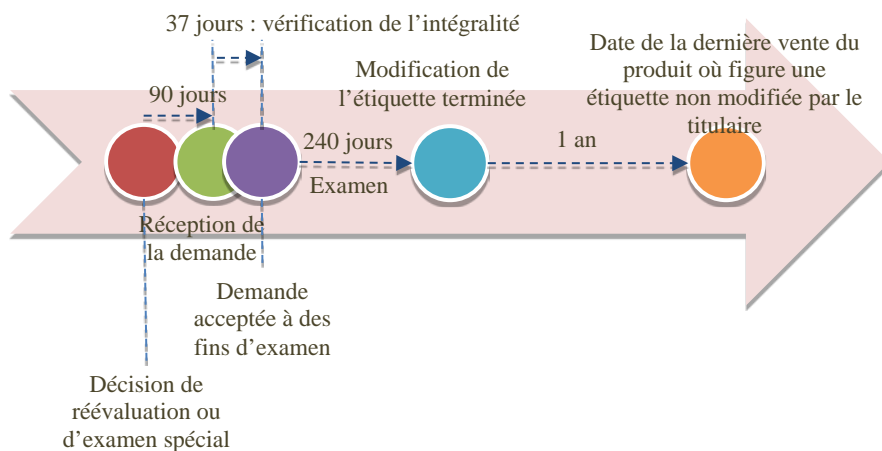 37 jours : vérification de l’intégralité
90 jours
Modification de
l’étiquette terminée
Date de la dernière vente du
produit où figure une
étiquette non modifiée par le
titulaire
240 jours
Examen
1 an
Réception de
la demande
Demande
acceptée à des
fins d’examen
Décision de
réévaluation ou
d’examen spécial